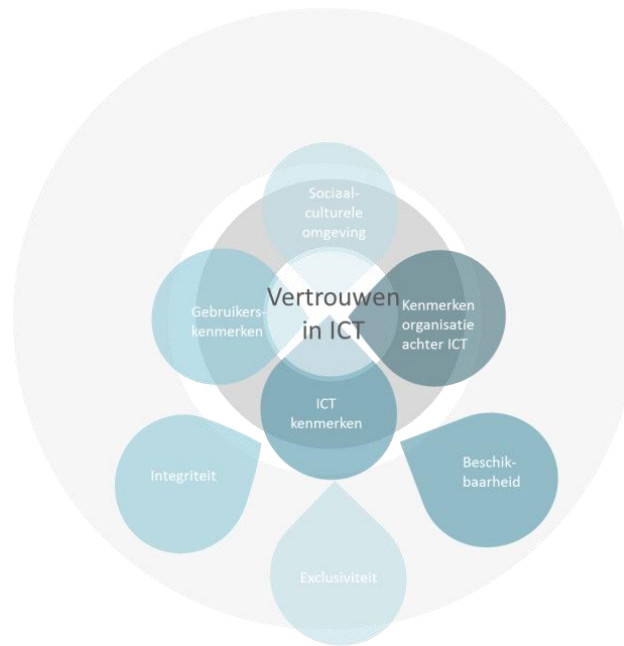 Sociaal-
culturele
omgeving
Vertrouwen
in ICT
Gebruikers-
kenmerken
Kenmerken
organisatie
achter ICT
ICT
kenmerken
Integriteit
Beschik-
baarheid
Exclusiviteit